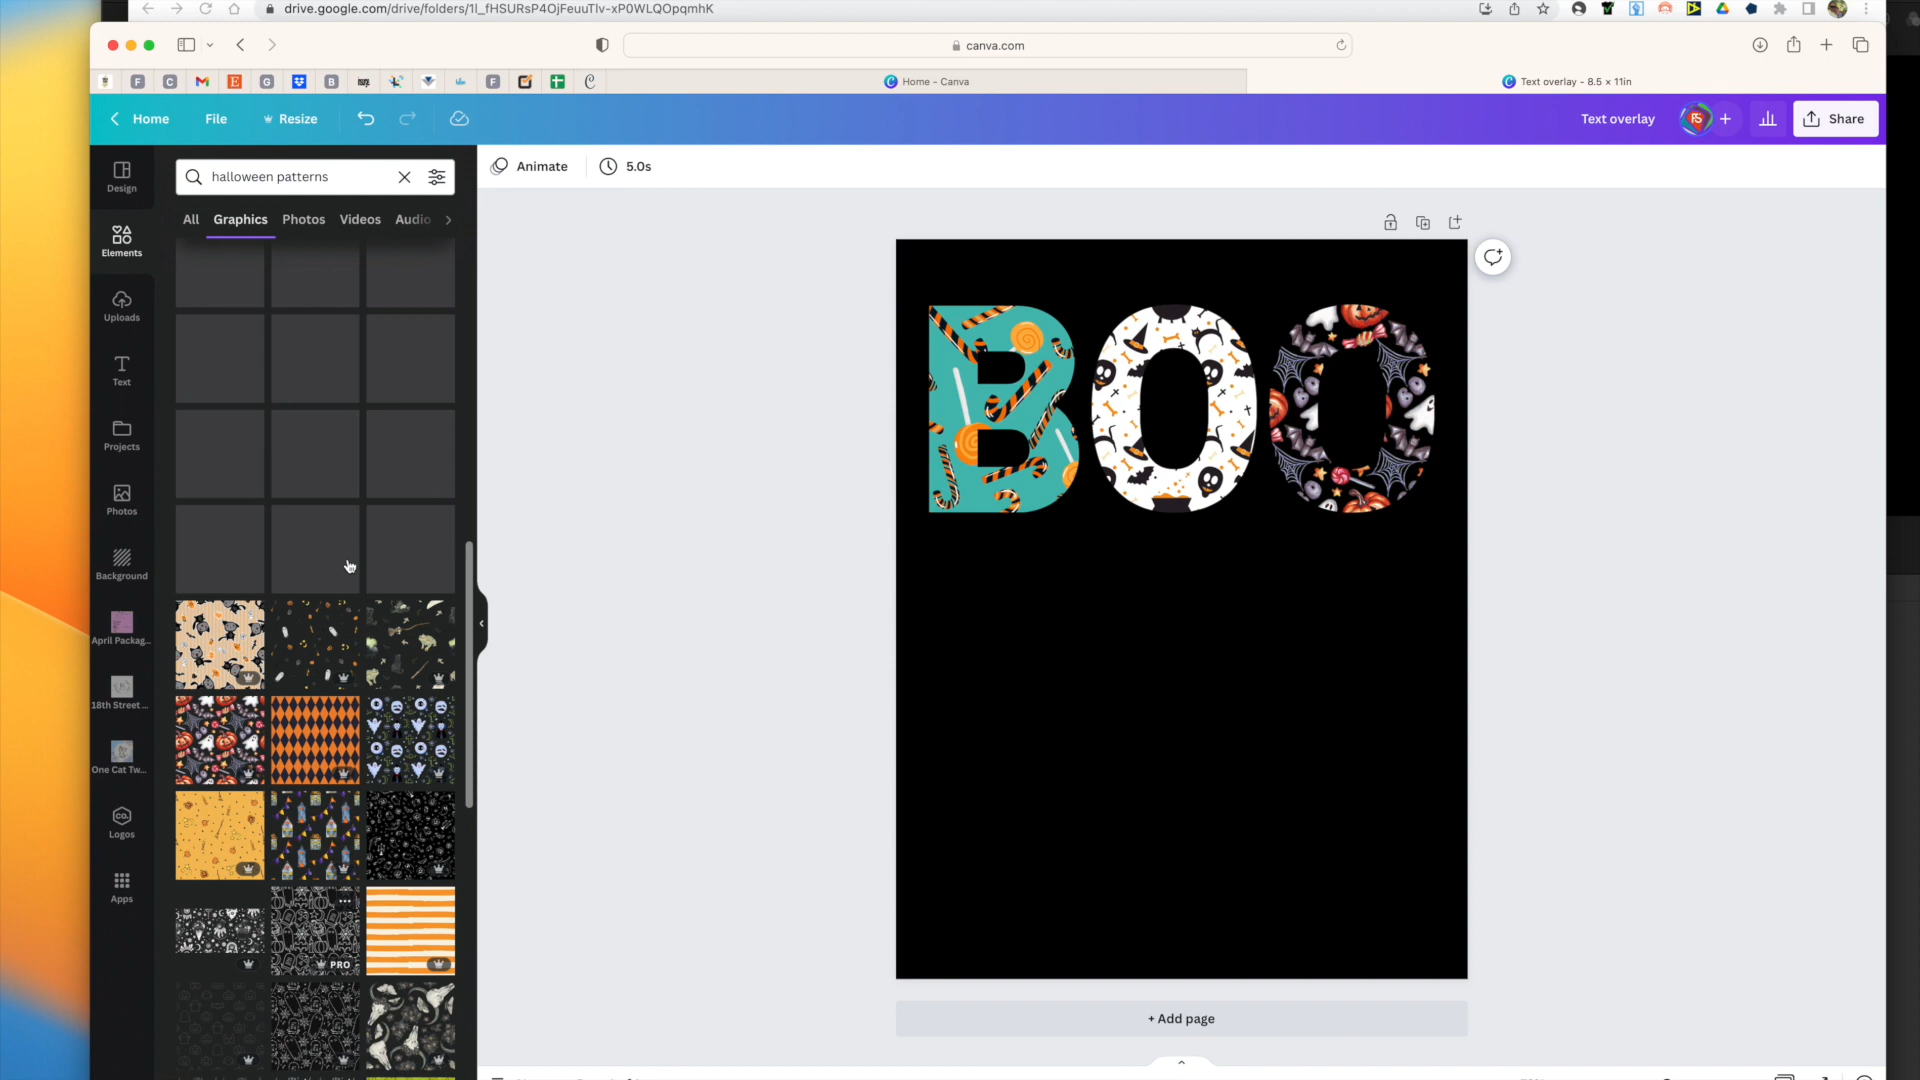 drive.google.com/drive/folders/1l_fHSURsP4OjFeuuTlv-xP0WLQOpqmhK
canva.com
Home - Canva
Text overlay - 8.5 × 11in
Home
File
Resize
Text overlay
Share
Design
halloween patterns
Animate
5.0s
All
Graphics
Photos
Videos
Audio
Elements
Uploads
Text
Projects
Photos
Background
April Packag...
18th Street ...
One Cat Tw...
Logos
Apps
PRO
BOO
+ Add page